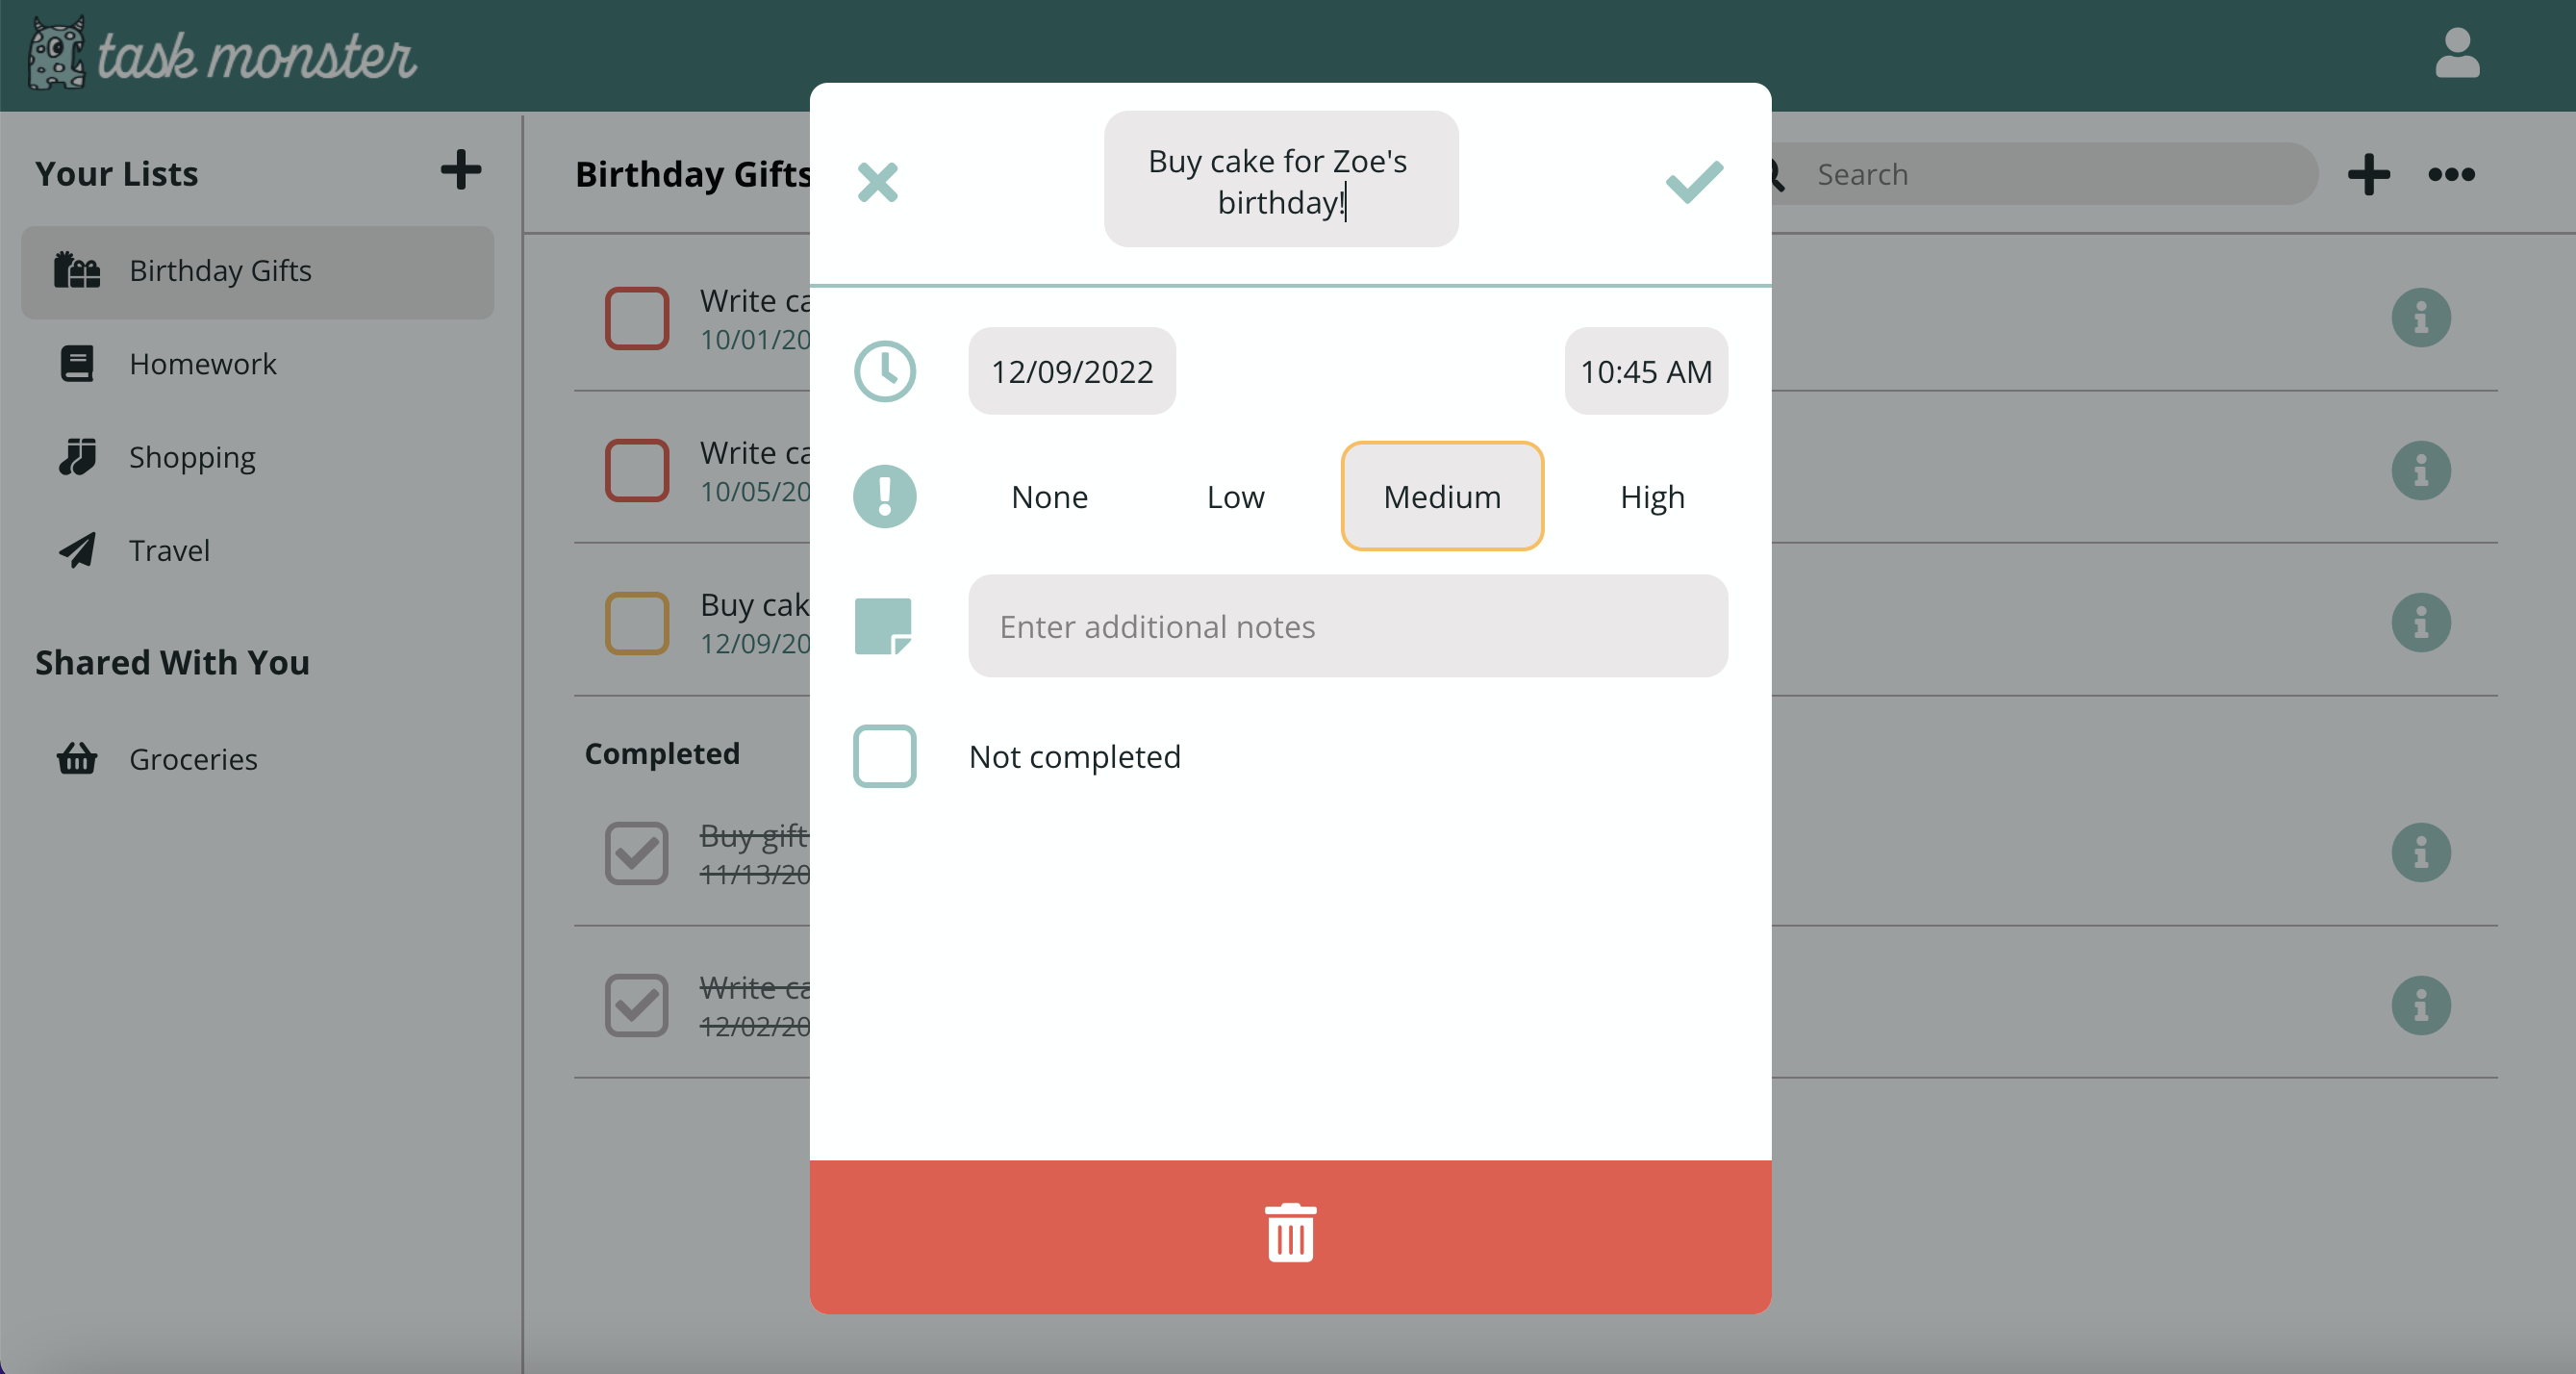 task monster
Your Lists
Birthday Gifts
Homework
Shopping
Travel
Shared With You
Groceries
Birthday Gifts
Search
Write ca
10/01/20
Write ca
10/05/20
Buy cak
12/09/20
Completed
Buy gift
11/13/20
Write ca
12/02/20
Buy cake for Zoe's
birthday!
12/09/2022
10:45 AM
None
Low
Medium
High
Enter additional notes
Not completed